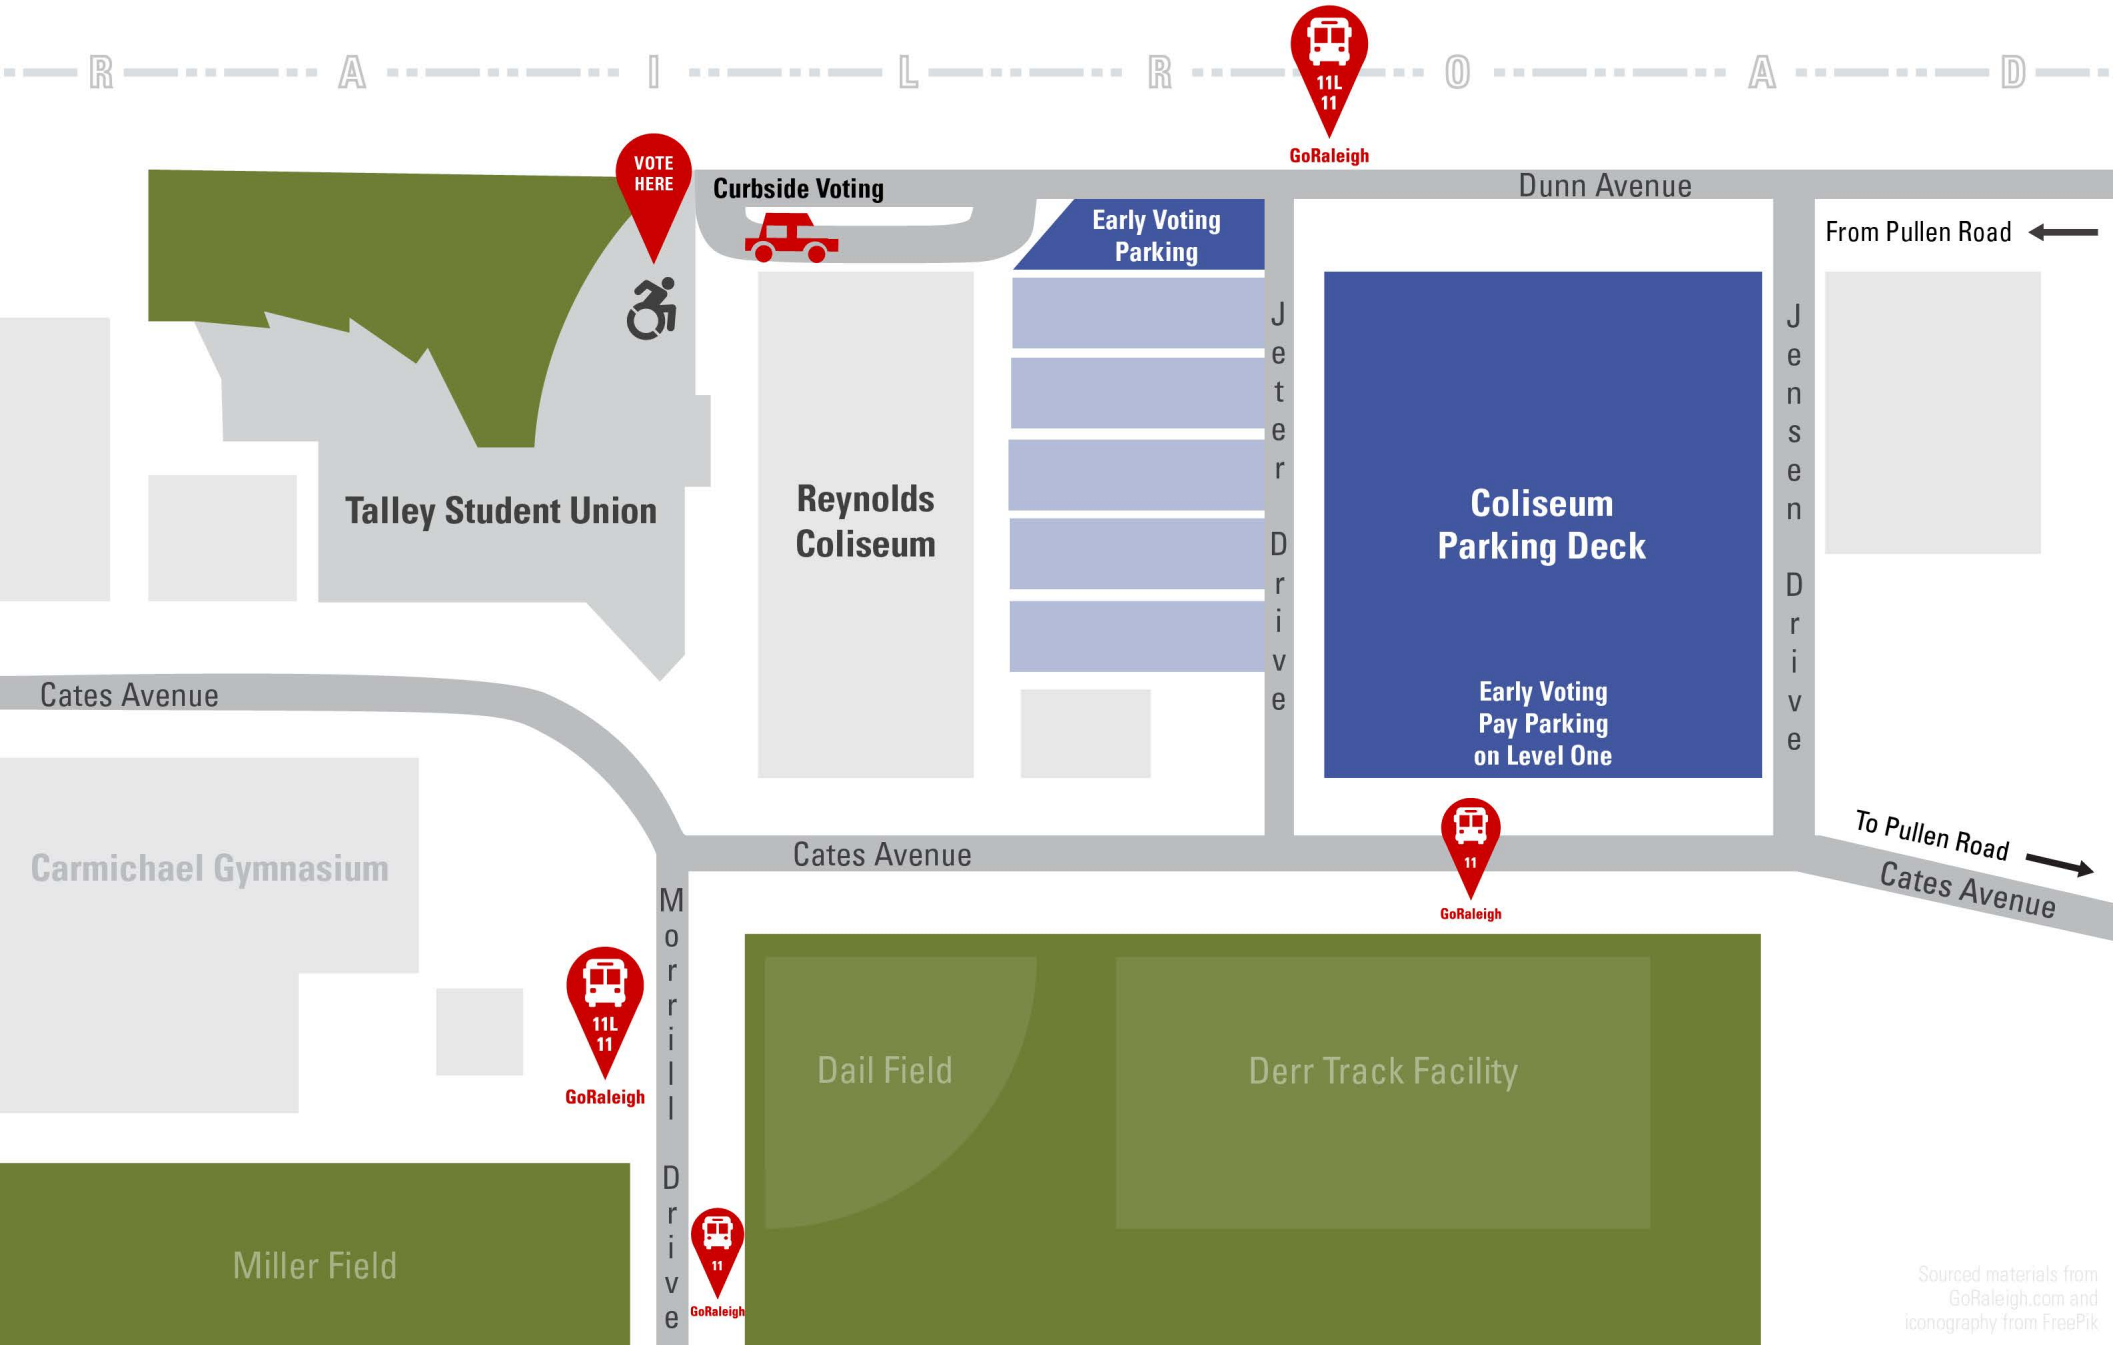 RAILROAD
11L
11
GoRaleigh
VOTE
HERE
Curbside Voting
Dunn Avenue
Early Voting
Parking
From Pullen Road
Jeter Drive
Jensen Drive
Talley Student Union
Reynolds
Coliseum
Coliseum
Parking Deck
Early Voting
Pay Parking
on Level One
Cates Avenue
Cates Avenue
To Pullen Road
Cates Avenue
11
GoRaleigh
Carmichael Gymnasium
Morrill Drive
11L
11
GoRaleigh
Dail Field
Derr Track Facility
Miller Field
11
GoRaleigh
Sourced materials from
GoRaleigh.com and
iconography from FreePik